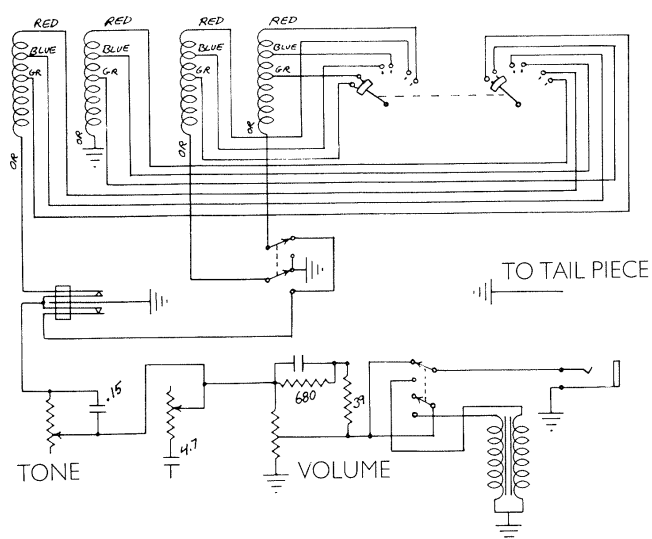 RED
RED
RED
RED
BLUE
BLUE
BLUE
BLUE
GR
GR
GR
GR
OR
OR
OR
OR
TO TAIL PIECE
.15
680
39
4.7
TONE
VOLUME